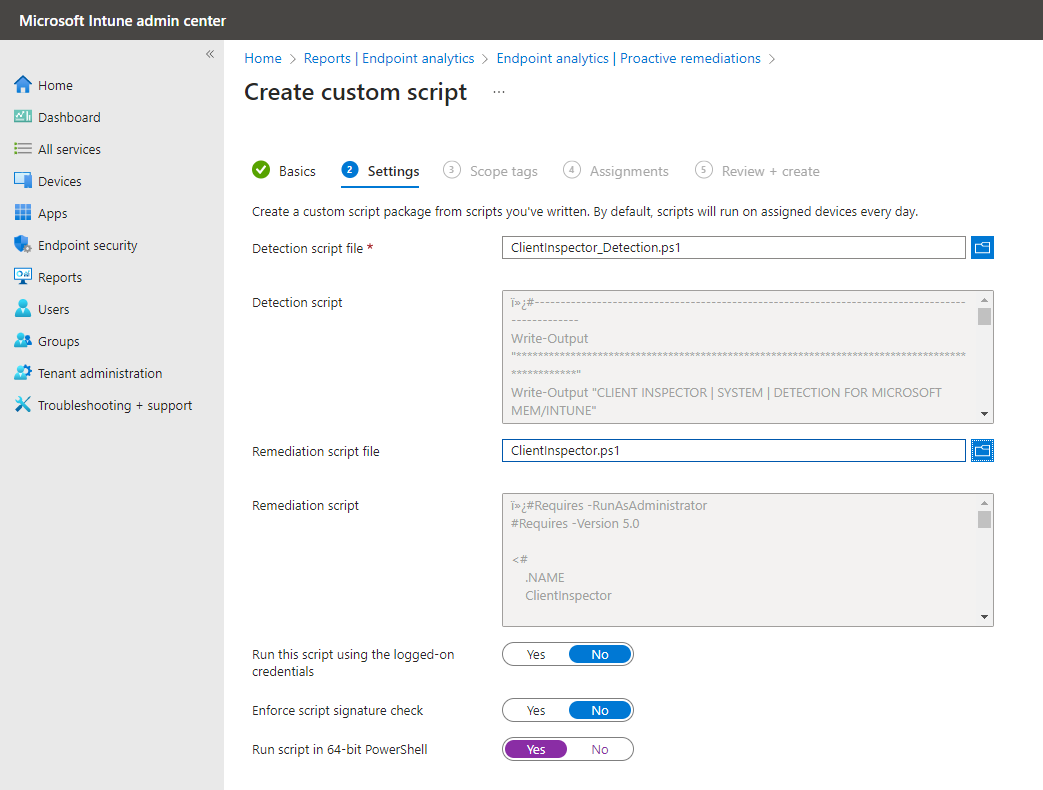 Microsoft Intune admin center
«
Home
Dashboard
All services
Devices
Apps
Endpoint security
Reports
Users
Groups
Tenant administration
Troubleshooting + support
Home > Reports | Endpoint analytics > Endpoint analytics | Proactive remediations >
Create custom script ...
Basics
2 Settings
3 Scope tags
4 Assignments
5 Review + create
Create a custom script package from scripts you've written. By default, scripts will run on assigned devices every day.
Detection script file *
ClientInspector_Detection.ps1
Detection script
ï»¿#------------------------------------------------------------------------------------
-------------
Write-Output
"************************************************************************************
************"
Write-Output "CLIENT INSPECTOR | SYSTEM | DETECTION FOR MICROSOFT
MEM/INTUNE"
Remediation script file
ClientInspector.ps1
Remediation script
ï»¿#Requires -RunAsAdministrator
#Requires -Version 5.0
<#
.NAME
ClientInspector
Run this script using the logged-on
credentials
Yes No
Enforce script signature check
Yes No
Run script in 64-bit PowerShell
Yes No